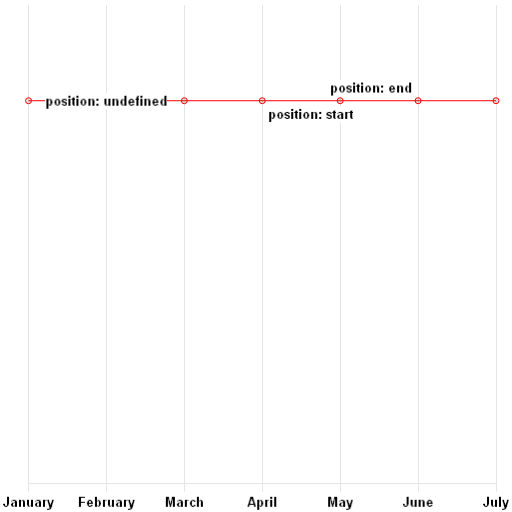 position: end
position: undefined
position: start
January February March April May June July